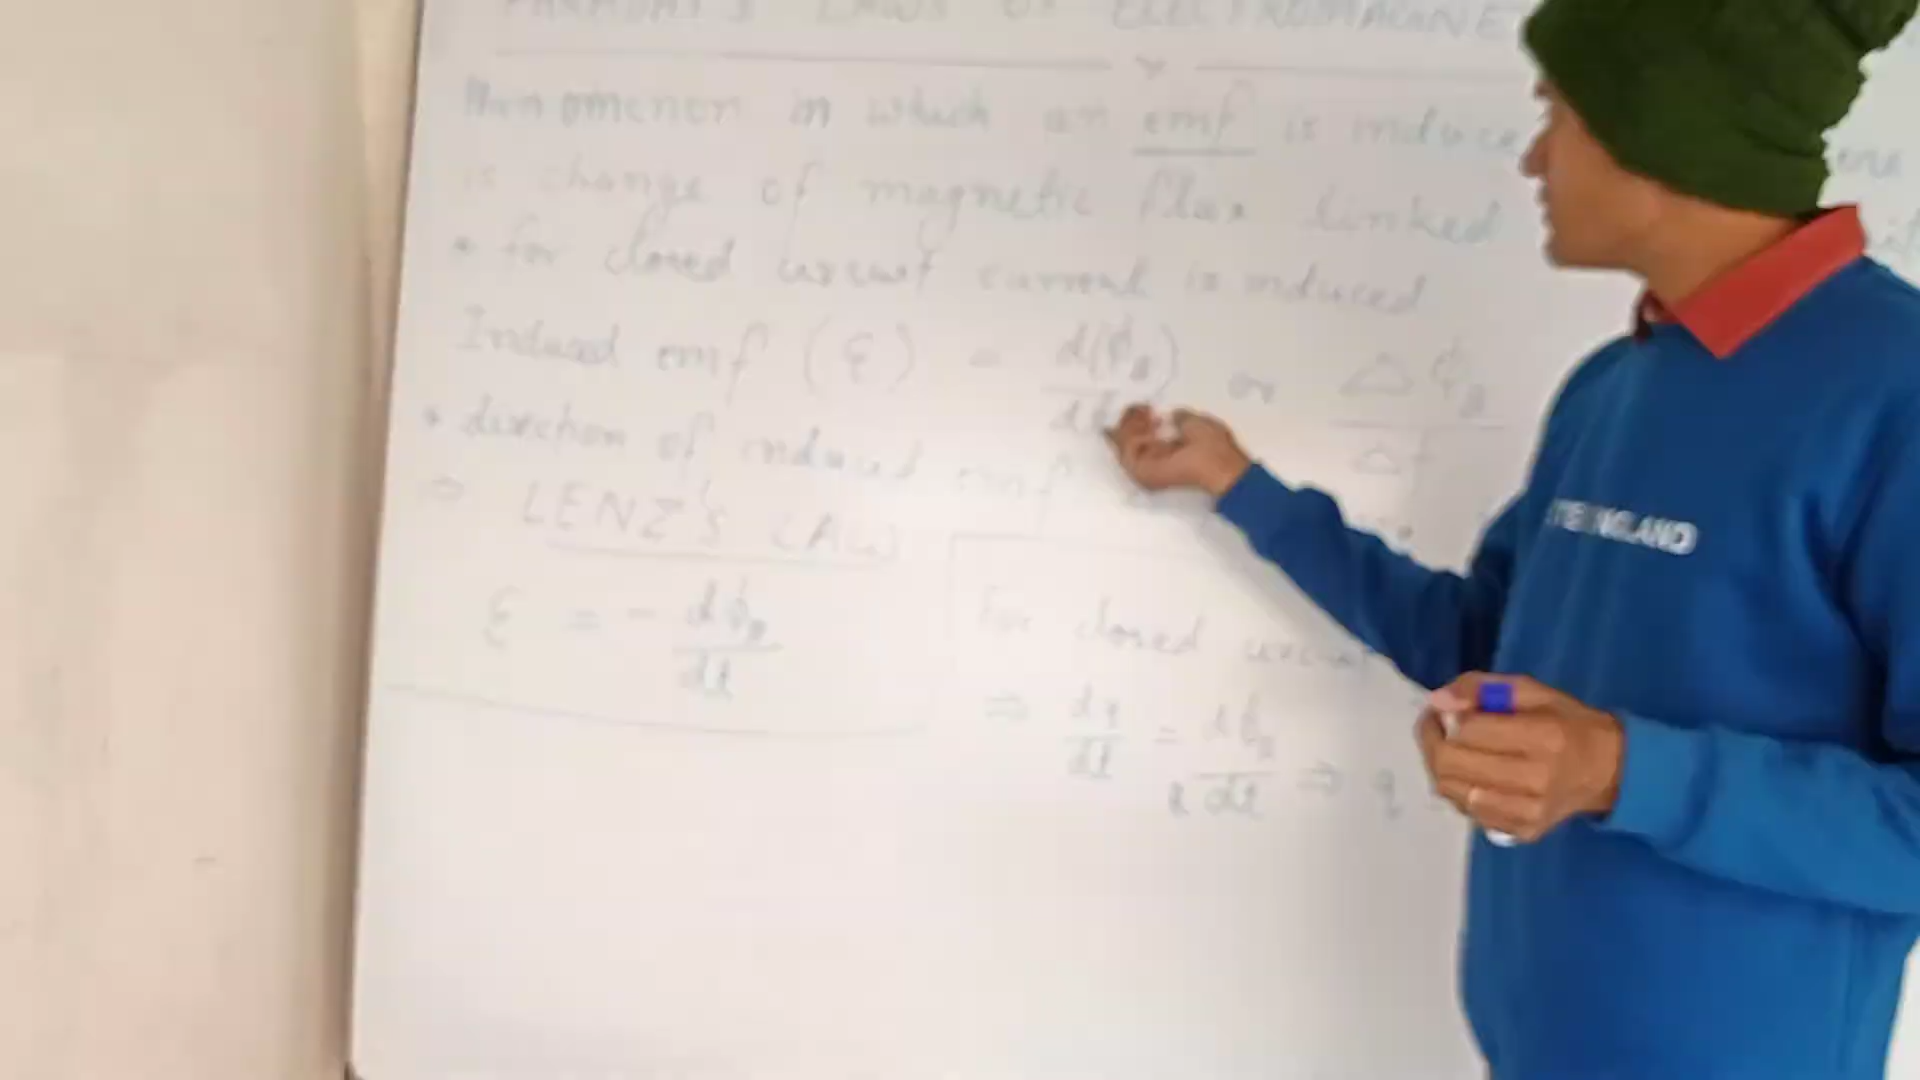 FARADAY'S LAWS OF ELECTROMAGNE
Phenomenon in which an emf is induce
is change of magnetic flux linked
* for closed circuit current is induced
Induced emf (ε) = d(ϕB)/dt or ΔϕB/Δt
* direction of induced emf
⇒ LENZ'S LAW
ε = - dϕB/dt
For closed circuit
⇒ dq/dt = dϕB/R dt ⇒ q
ENGLAND